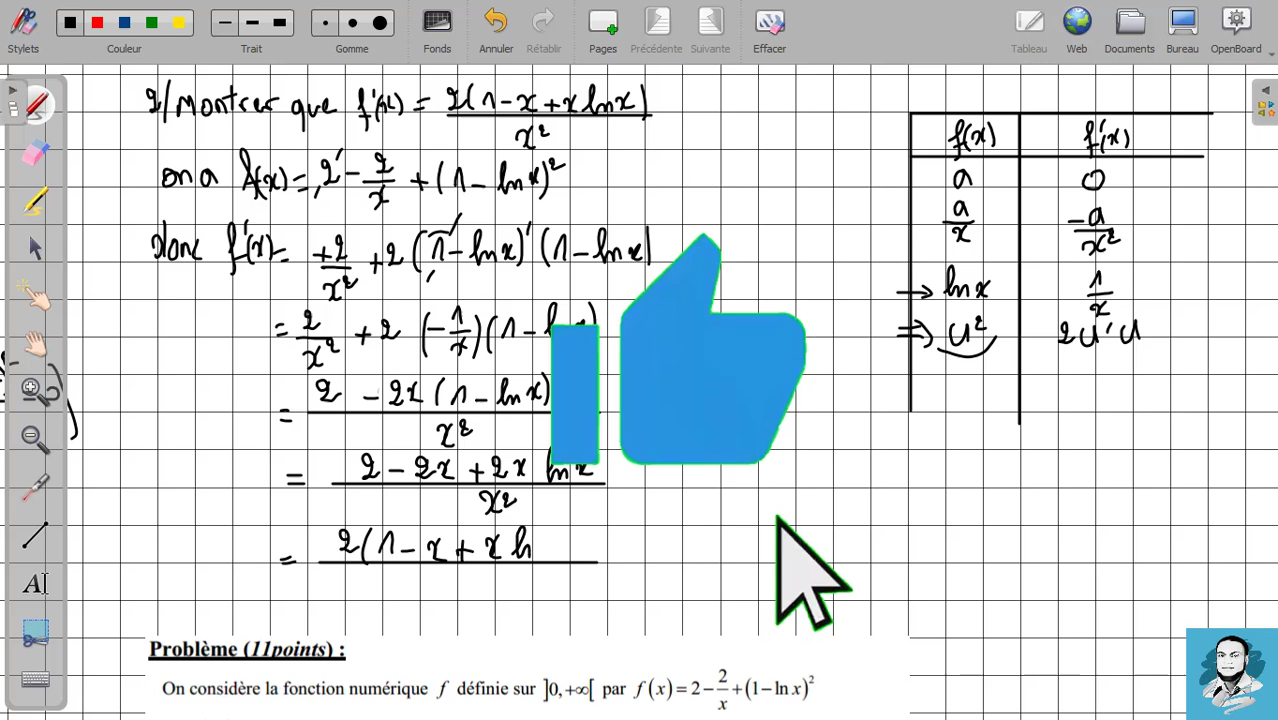 Stylets Couleur Trait Gomme Fonds Annuler Rétablir Pages Précédente Suivante Effacer Tableau Web Documents Bureau OpenBoard
2/ Montrer que f'(x) = 2(1-x+x ln x) / x²
on a f(x) = 2 - 2/x + (1 - ln x)²
donc f'(x) = +2/x² + 2 (1 - ln x)' (1 - ln x)
= 2/x² + 2 (-1/x) (1 - ln x)
= 2 - 2x (1 - ln x) / x²
= 2 - 2x + 2x ln x / x²
= 2(1 - x + x ln
f(x) f'(x)
a 0
a/x -a/x²
→ ln x 1/x
⇒ U² 2U'U
Problème (11points) :
On considère la fonction numérique f définie sur ]0,+∞[ par f(x) = 2 - 2/x + (1 - ln x)²